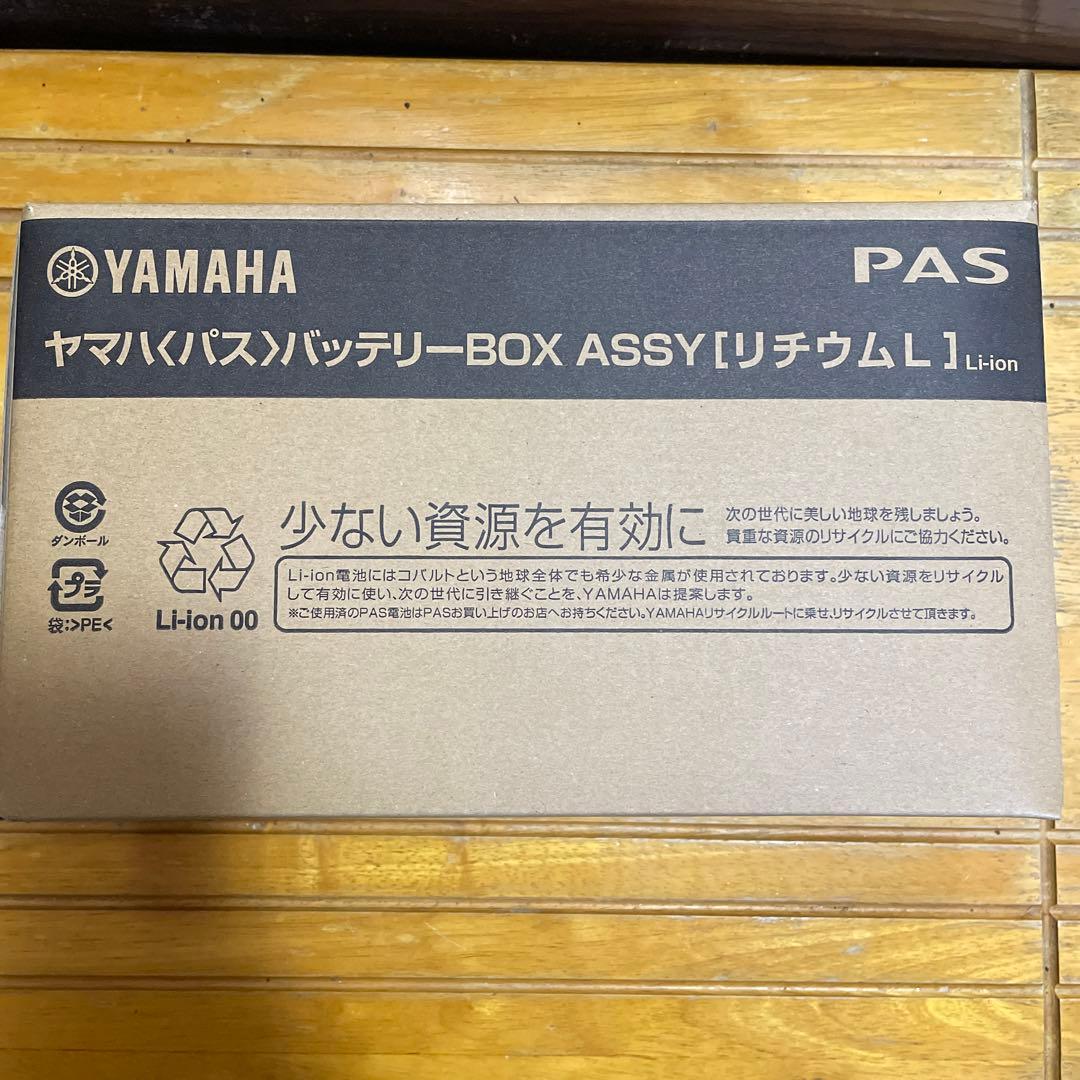 YAMAHA
PAS
ヤマハ〈パス〉バッテリーBOX ASSY[リチウムL] Li-ion
少ない資源を有効に
次の世代に美しい地球を残しましょう。
貴重な資源のリサイクルにご協力ください。
ダンボール
プラ
袋:>PE<
Li-ion 00
Li-ion電池にはコバルトという地球全体でも希少な金属が使用されております。少ない資源をリサイクル
して有効に使い、次の世代に引き継ぐことを、YAMAHAは提案します。
※ご使用済のPAS電池はPASお買い上げのお店へお持ちください。YAMAHAリサイクルルートに乗せ、リサイクルさせて頂きます。